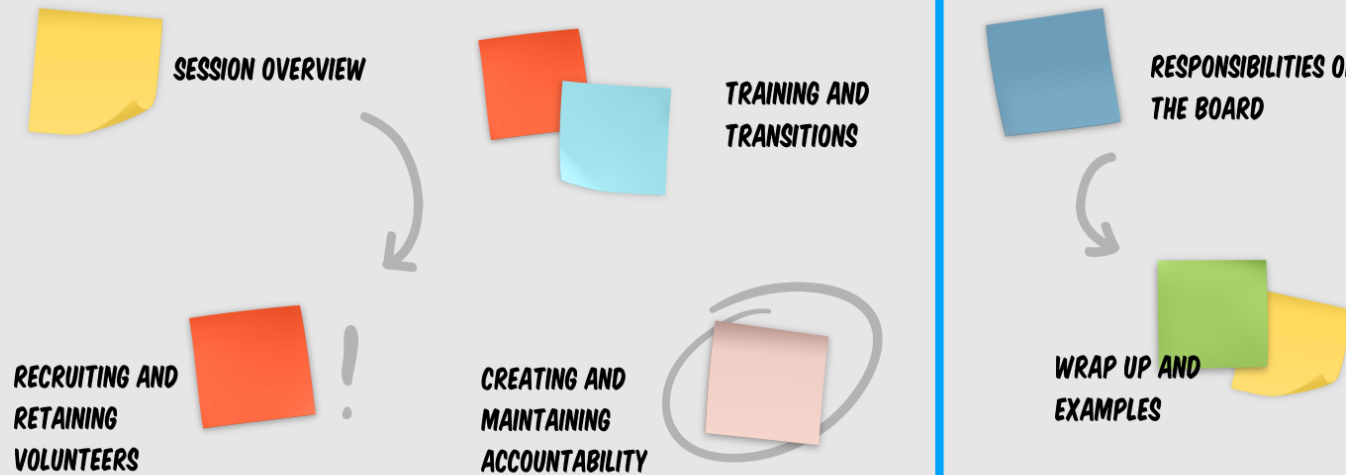 SESSION OVERVIEW
RECRUITING AND
RETAINING
VOLUNTEERS
TRAINING AND
TRANSITIONS
CREATING AND
MAINTAINING
ACCOUNTABILITY
RESPONSIBILITIES
THE BOARD
WRAP UP AND
EXAMPLES